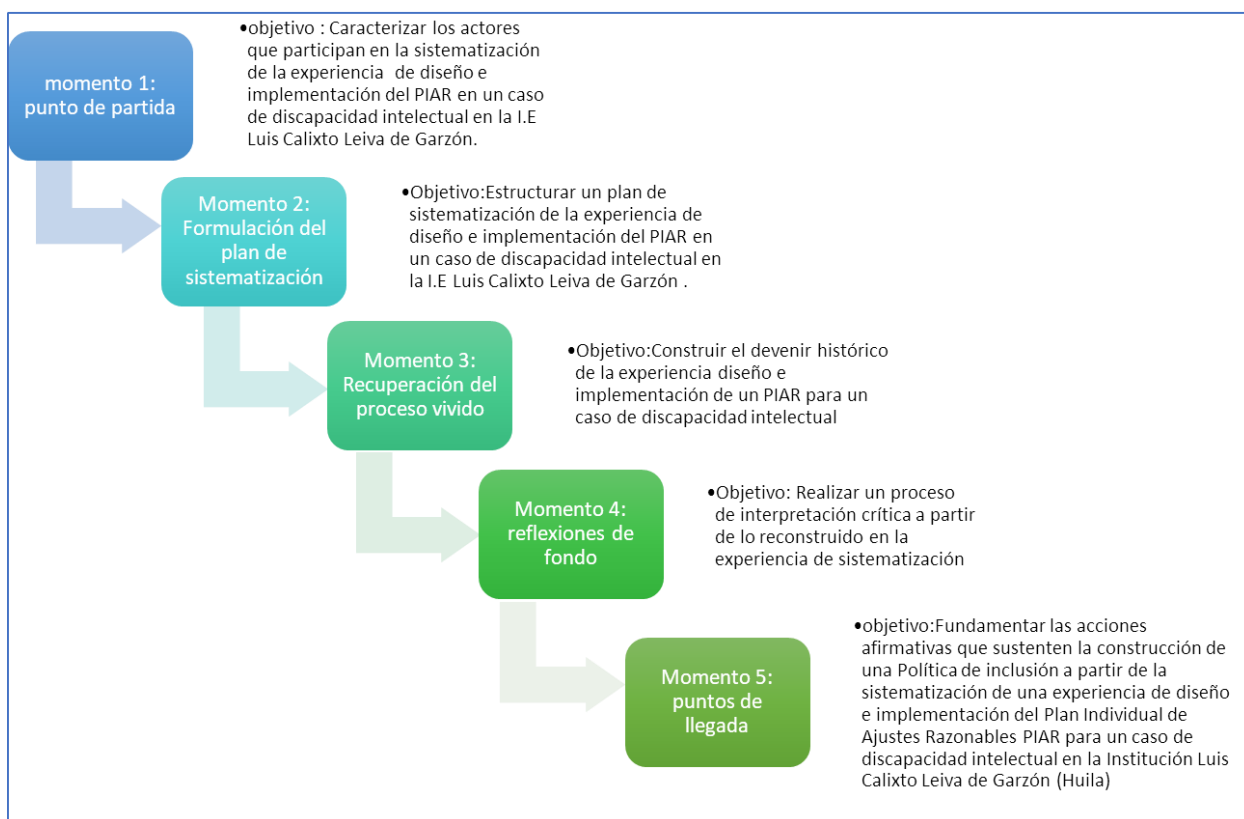 momento 1:
punto de partida
•objetivo : Caracterizar los actores
que participan en la sistematización
de la experiencia de diseño e
implementación del PIAR en un caso
de discapacidad intelectual en la I.E
Luis Calixto Leiva de Garzón.
Momento 2:
Formulación del
plan de
sistematización
•Objetivo:Estructurar un plan de
sistematización de la experiencia de
diseño e implementación del PIAR en
un caso de discapacidad intelectual en
la I.E Luis Calixto Leiva de Garzón .
Momento 3:
Recuperación del
proceso vivido
•Objetivo:Construir el devenir histórico
de la experiencia diseño e
implementación de un PIAR para un
caso de discapacidad intelectual
Momento 4:
reflexiones de
fondo
•Objetivo: Realizar un proceso
de interpretación crítica a partir
de lo reconstruido en la
experiencia de sistematización
Momento 5:
puntos de
llegada
•objetivo:Fundamentar las acciones
afirmativas que sustenten la construcción de
una Política de inclusión a partir de la
sistematización de una experiencia de diseño
e implementación del Plan Individual de
Ajustes Razonables PIAR para un caso de
discapacidad intelectual en la Institución Luis
Calixto Leiva de Garzón (Huila)